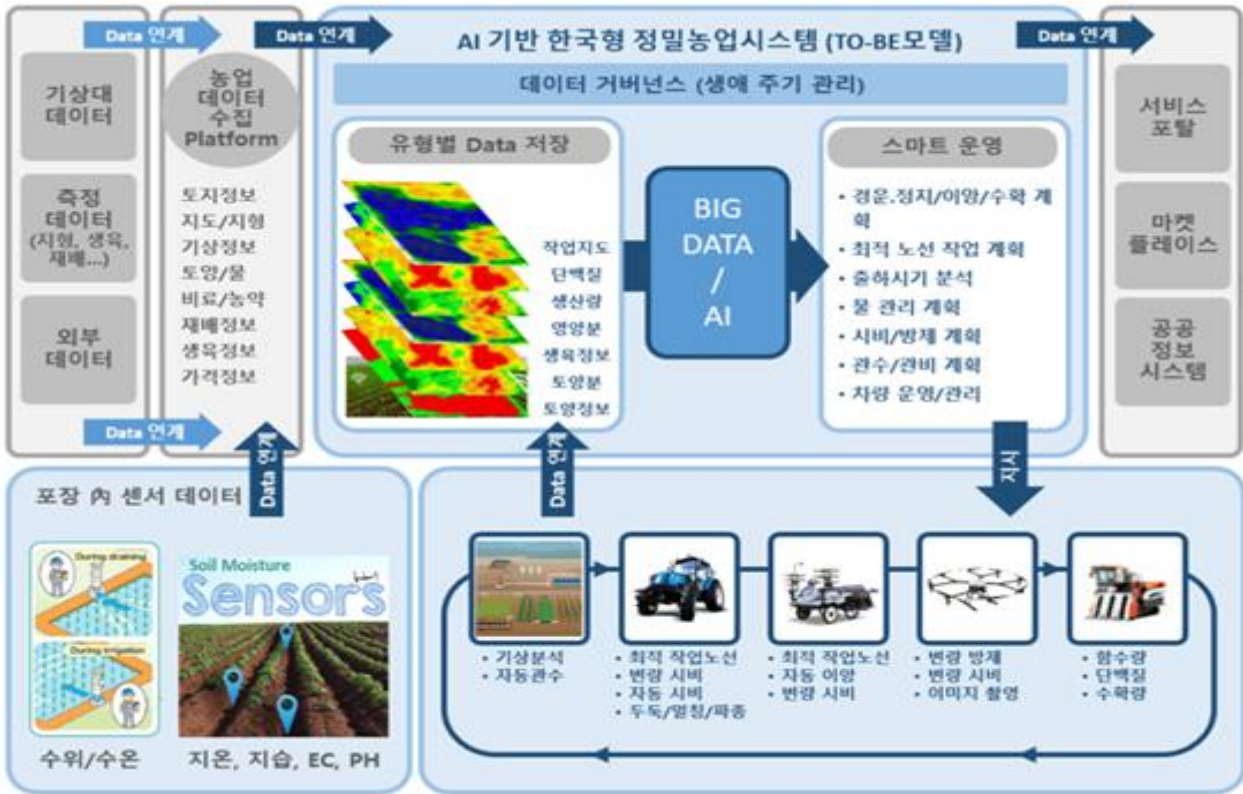 Data 연계
Data 연계
AI 기반 한국형 정밀농업시스템 (TO-BE모델)
Data 연계
데이터 거버넌스 (생애 주기 관리)
기상대
데이터
측정
데이터
(지형, 생육,
재배...)
외부
데이터
Data 연계
농업
데이터
수집
Platform
토지정보
지도/지형
기상정보
토양/물
비료/농약
재배정보
생육정보
가격정보
유형별 Data 저장
작업지도
단백질
생산량
영양분
생육정보
토양분
토양정보
BIG
DATA
/
AI
스마트 운영
• 경운.정지/이앙/수확 계
획
• 최적 노선 작업 계획
• 출하시기 분석
• 물 관리 계획
• 시비/방제 계획
• 관수/관비 계획
• 차량 운영/관리
서비스
포탈
마켓
플레이스
공공
정보
시스템
Data 연계
Data 연계
지시
포장 內 센서 데이터
During draining
During irrigation
수위/수온
Soil Moisture
Sensors
지온, 지습, EC, PH
• 기상분석
• 자동관수
• 최적 작업노선
• 변량 시비
• 자동 시비
• 두둑/멀칭/파종
• 최적 작업노선
• 자동 이앙
• 변량 시비
• 변량 방제
• 변량 시비
• 이미지 촬영
• 함수량
• 단백질
• 수확량